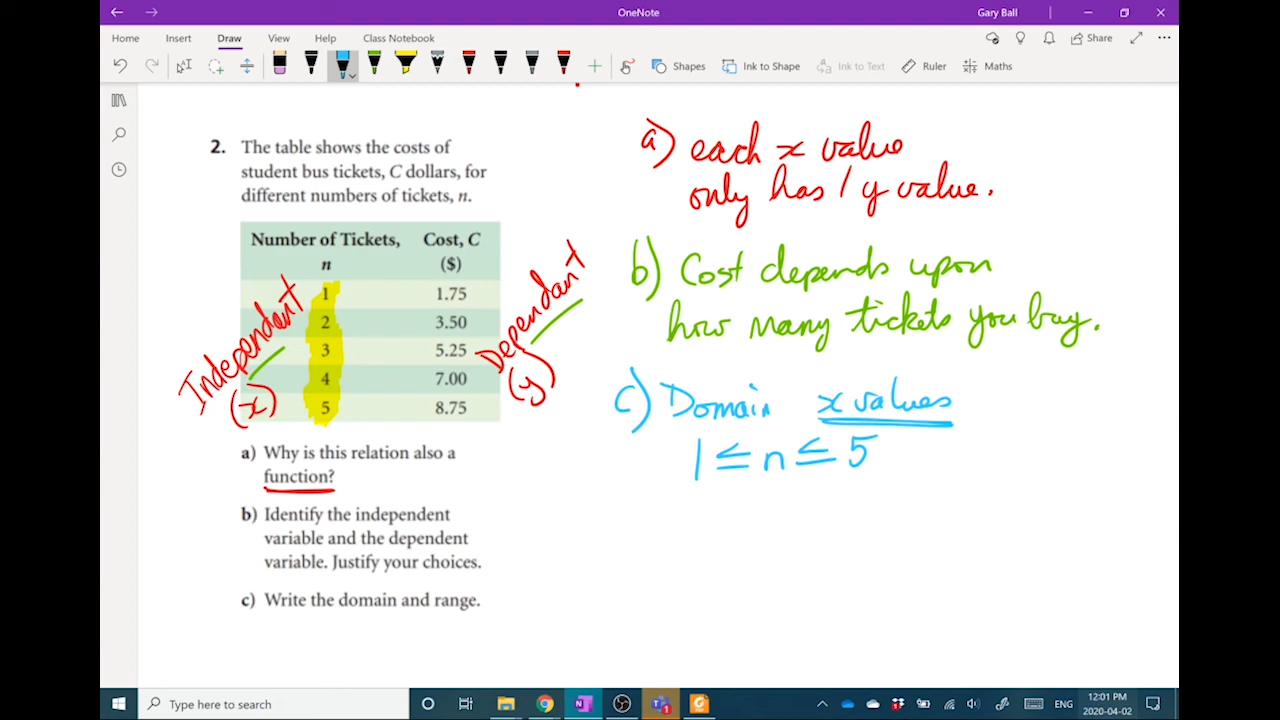 OneNote
Gary Ball
Home Insert Draw View Help Class Notebook
Share
Shapes Ink to Shape Ink to Text Ruler Maths
2. The table shows the costs of
student bus tickets, C dollars, for
different numbers of tickets, n.
Number of Tickets, Cost, C
n ($)
1 1.75
2 3.50
3 5.25
4 7.00
5 8.75
Independent
(x)
Dependant
(y)
a) Why is this relation also a
function?
b) Identify the independent
variable and the dependent
variable. Justify your choices.
c) Write the domain and range.
a) each x value
only has 1 y value.
b) Cost depends upon
how many tickets you buy.
c) Domain x values
1 ≤ n ≤ 5
Type here to search
ENG
12:01 PM
2020-04-02